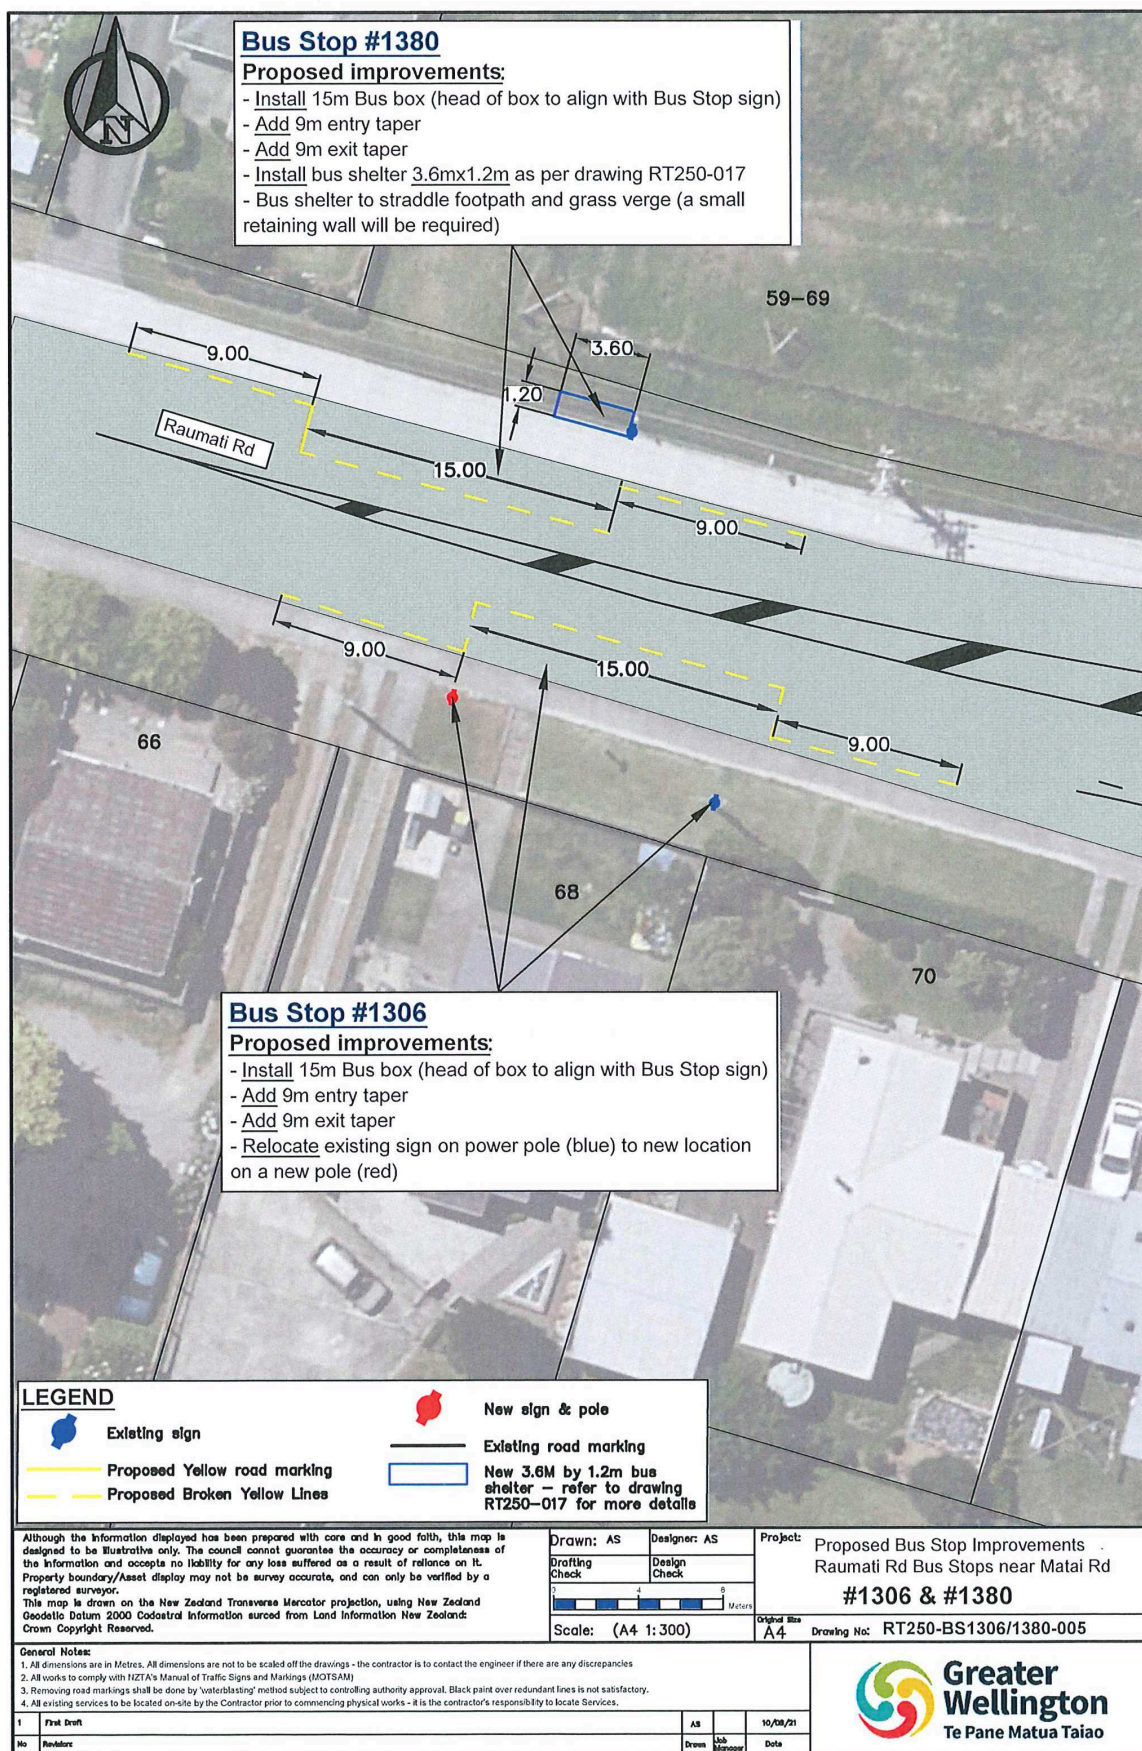 N
Bus Stop #1380
Proposed improvements:
- Install 15m Bus box (head of box to align with Bus Stop sign)
- Add 9m entry taper
- Add 9m exit taper
- Install bus shelter 3.6mx1.2m as per drawing RT250-017
- Bus shelter to straddle footpath and grass verge (a small
retaining wall will be required)
59-69
9.00
3.60
1.20
Raumati Rd
15.00
9.00
9.00
15.00
9.00
66
68
70
Bus Stop #1306
Proposed improvements:
- Install 15m Bus box (head of box to align with Bus Stop sign)
- Add 9m entry taper
- Add 9m exit taper
- Relocate existing sign on power pole (blue) to new location
on a new pole (red)
LEGEND
Existing sign
Proposed Yellow road marking
Proposed Broken Yellow Lines
New sign & pole
Existing road marking
New 3.6M by 1.2m bus
shelter - refer to drawing
RT250-017 for more details
Although the information displayed has been prepared with care and in good faith, this map is
designed to be illustrative only. The council cannot guarantee the accuracy or completeness of
the information and accepts no liability for any loss suffered as a result of reliance on it.
Property boundary/Asset display may not be survey accurate, and can only be verified by a
registered surveyor.
This map is drawn on the New Zealand Transverse Mercator projection, using New Zealand
Geodetic Datum 2000 Cadastral Information surced from Land Information New Zealand:
Crown Copyright Reserved.
Drawn: AS
Designer: AS
Drafting
Check
Design
Check
4
Meters
Scale: (A4 1:300)
Project:
Proposed Bus Stop Improvements
Raumati Rd Bus Stops near Matai Rd
#1306 & #1380
Original Size
A4
Drawing No: RT250-BS1306/1380-005
General Notes:
1. All dimensions are in Metres. All dimensions are not to be scaled off the drawings - the contractor is to contact the engineer if there are any discrepancies
2. All works to comply with NZTA's Manual of Traffic Signs and Markings (MOTSAM)
3. Removing road markings shall be done by 'waterblasting' method subject to controlling authority approval. Black paint over redundant lines is not satisfactory.
4. All existing services to be located on-site by the Contractor prior to commencing physical works - it is the contractor's responsibility to locate Services.
1 First Draft AS 10/08/21
No Revisions Drawn Job Manager Date
Greater
Wellington
Te Pane Matua Taiao